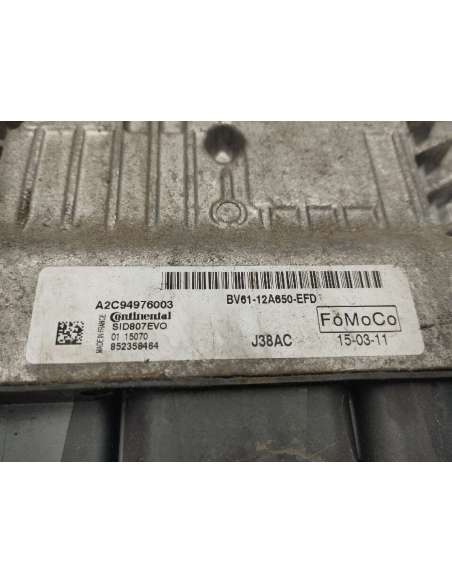 A2C94976003
Continental
SID807EVO
01 15070
852358464
MADE IN FRANCE
BV61-12A650-EFD
J38AC
FoMoCo
15-03-11